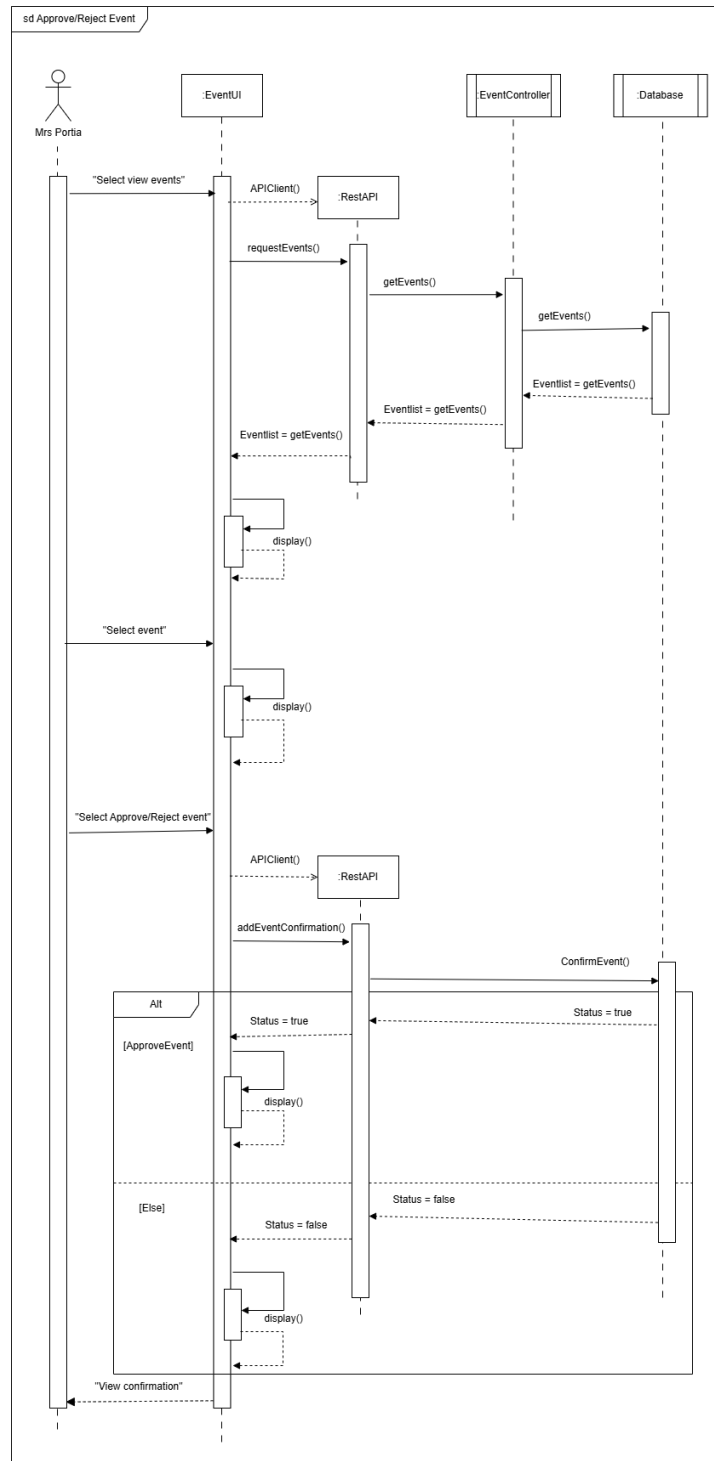 sd Approve/Reject Event
Mrs Portia
:EventUI
:EventController
:Database
"Select view events"
APIClient()
:RestAPI
requestEvents()
getEvents()
getEvents()
Eventlist = getEvents()
Eventlist = getEvents()
Eventlist = getEvents()
display()
"Select event"
display()
"Select Approve/Reject event"
APIClient()
:RestAPI
addEventConfirmation()
ConfirmEvent()
Alt
Status = true
Status = true
[ApproveEvent]
display()
Status = false
[Else]
Status = false
display()
"View confirmation"